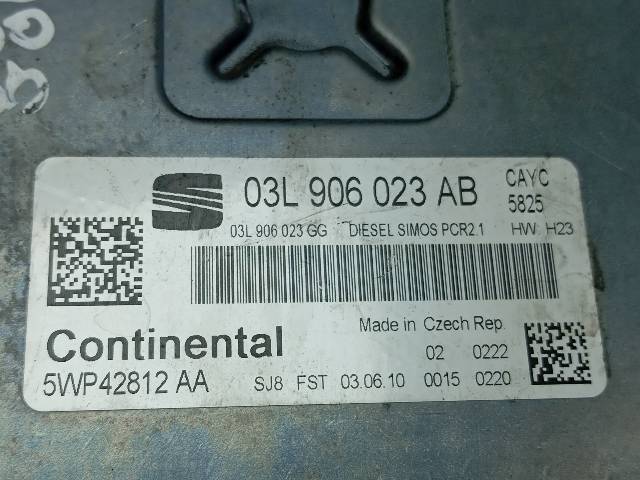 03L 906 023 AB CAYC
5825
03L 906 023 GG DIESEL SIMOS PCR2.1 HW H23
Continental Made in Czech Rep.
02 0222
5WP42812 AA SJ8 FST 03.06.10 0015 0220